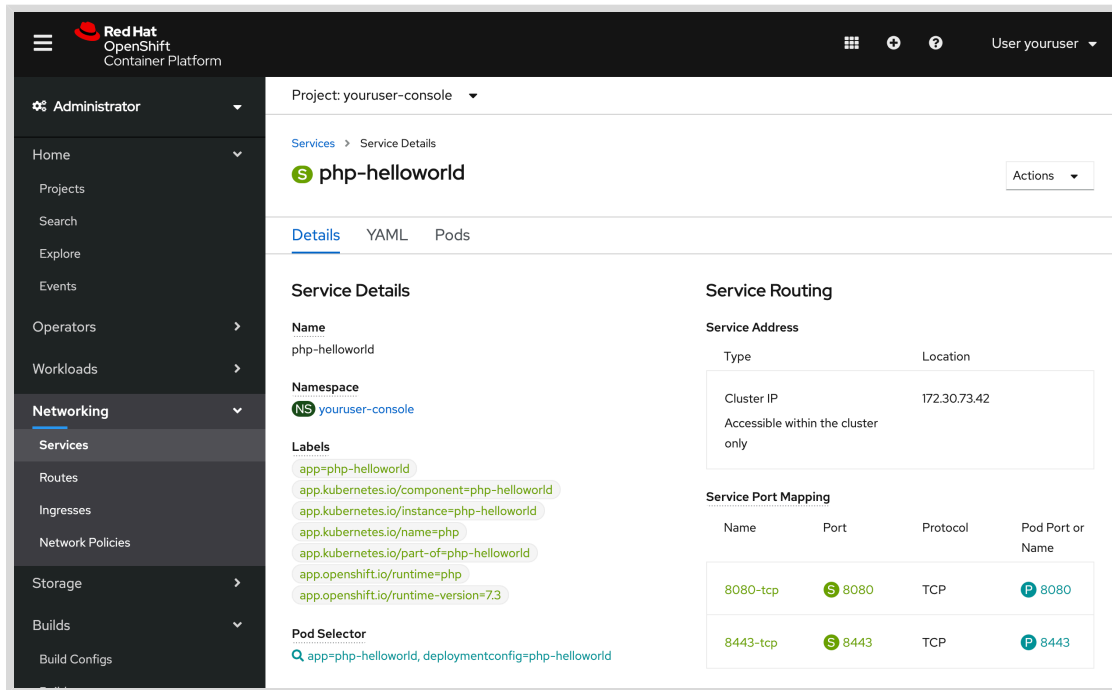 Red Hat
OpenShift
Container Platform
User youruser
Administrator
Home
Projects
Search
Explore
Events
Operators
Workloads
Networking
Services
Routes
Ingresses
Network Policies
Storage
Builds
Build Configs
Project: youruser-console
Services > Service Details
S php-helloworld
Actions
Details YAML Pods
Service Details
Name
php-helloworld
Namespace
NS youruser-console
Labels
app=php-helloworld
app.kubernetes.io/component=php-helloworld
app.kubernetes.io/instance=php-helloworld
app.kubernetes.io/name=php
app.kubernetes.io/part-of=php-helloworld
app.openshift.io/runtime=php
app.openshift.io/runtime-version=7.3
Pod Selector
app=php-helloworld, deploymentconfig=php-helloworld
Service Routing
Service Address
Type Location
Cluster IP 172.30.73.42
Accessible within the cluster
only
Service Port Mapping
Name Port Protocol Pod Port or
Name
8080-tcp S 8080 TCP P 8080
8443-tcp S 8443 TCP P 8443